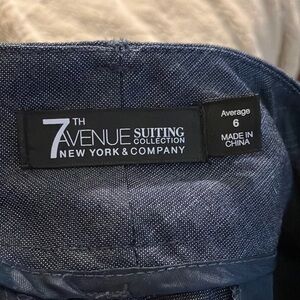 7TH
AVENUE SUITING
COLLECTION
NEW YORK & COMPANY
Average
6
MADE IN
CHINA